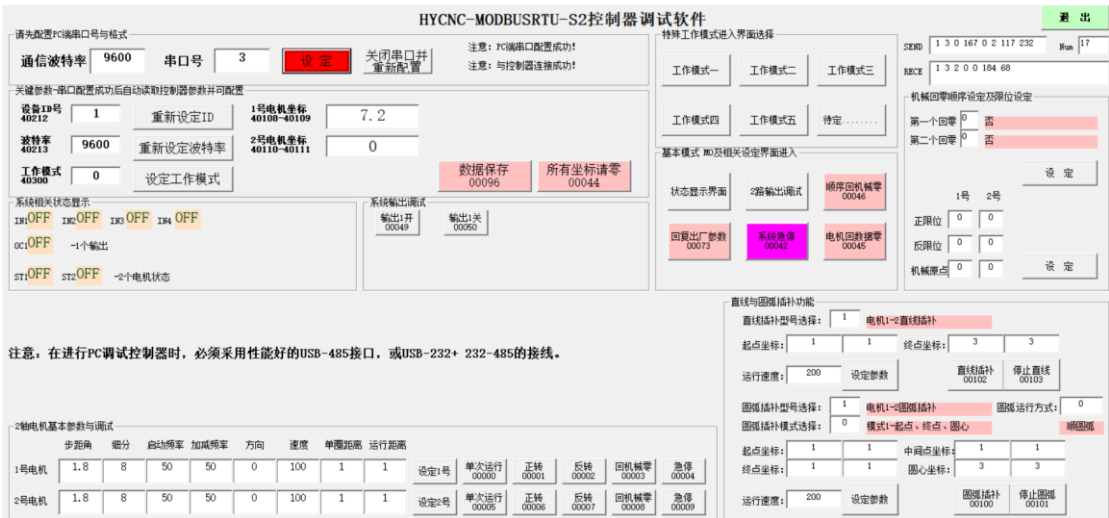 HYCNC-MODBUSRTU-S2控制器调试软件
退 出
请先配置PC端串口号与格式
通信波特率 9600 串口号 3 设 定 关闭串口并重新配置
注意：PC端串口配置成功!
注意：与控制器连接成功!
特殊工作模式进入界面选择
工作模式一 工作模式二 工作模式三
工作模式四 工作模式五 待定........
SEND 1 3 0 167 0 2 117 232 Num 17
RECE 1 3 2 0 0 184 68
关键参数-串口配置成功后自动读取控制器参数并可配置
设备ID号 40212 1 重新设定ID 1号电机坐标 40108-40109 7.2
波特率 40213 9600 重新设定波特率 2号电机坐标 40110-40111 0
工作模式 40300 0 设定工作模式 数据保存 00096 所有坐标请零 00044
机械回零顺序设定及限位设定
第一个回零 0 否
第二个回零 0 否
设 定
1号 2号
正限位 0 0
反限位 0 0
机械原点 0 0 设 定
基本模式 M0及相关设定界面进入
状态显示界面 2路输出调试 顺序回机械零 00046
回复出厂参数 00073 系统急停 00042 电机回数据零 00045
系统相关状态显示
IN1OFF IN2OFF IN3OFF IN4OFF
OC1OFF -1个输出
ST1OFF ST2OFF -2个电机状态
系统输出调试
输出1开 00049 输出1关 00050
注意：在进行PC调试控制器时，必须采用性能好的USB-485接口，或USB-232+ 232-485的接线。
直线与圆弧插补功能
直线插补型号选择： 1 电机1-2直线插补
起点坐标： 1 1 终点坐标： 3 3
运行速度： 200 设定参数 直线插补 00102 停止直线 00103
圆弧插补型号选择： 1 电机1-2圆弧插补 圆弧运行方式： 0
圆弧插补模式选择： 0 模式1-起点、终点、圆心 顺圆弧
起点坐标： 1 1 中间点坐标： 1 1
终点坐标： 1 1 圆心坐标： 3 3
运行速度： 200 设定参数 圆弧插补 00100 停止圆弧 00101
2轴电机基本参数与调试
步距角 细分 启动频率 加减频率 方向 速度 单圈距离 运行距离
1号电机 1.8 8 50 50 0 100 1 1 设定1号 单次运行 00000 正转 00001 反转 00002 回机械零 00003 急停 00004
2号电机 1.8 8 50 50 0 100 1 1 设定2号 单次运行 00005 正转 00006 反转 00007 回机械零 00008 急停 00009